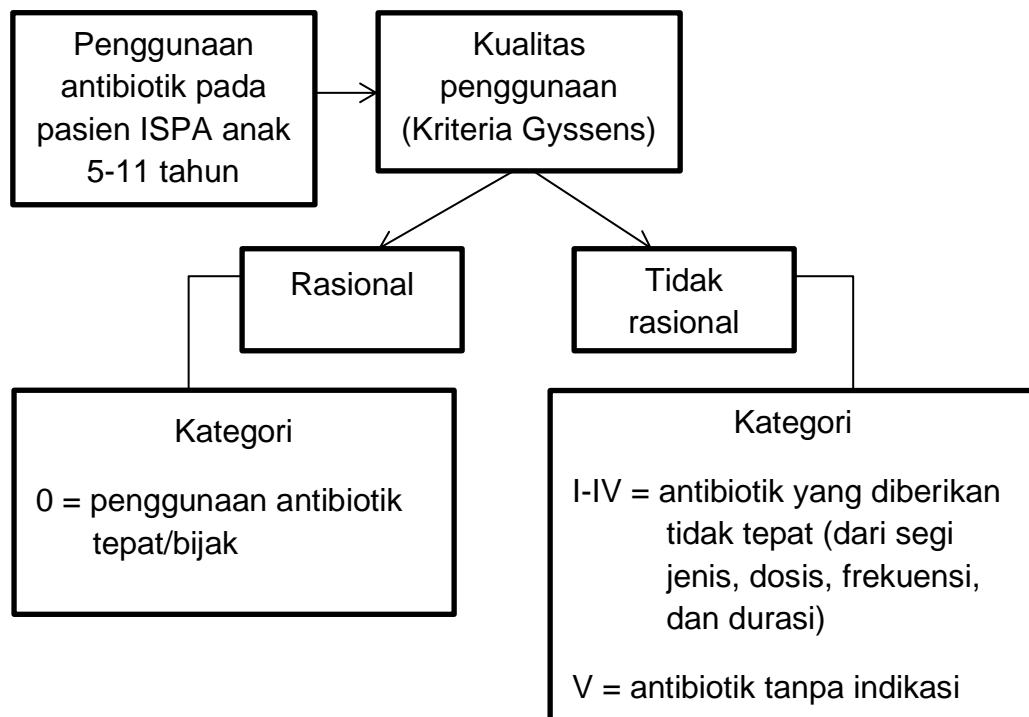 Penggunaan
antibiotik pada
pasien ISPA anak
5-11 tahun
Kualitas
penggunaan
(Kriteria Gyssens)
Rasional
Tidak
rasional
Kategori
0 = penggunaan antibiotik
tepat/bijak
Kategori
I-IV = antibiotik yang diberikan
tidak tepat (dari segi
jenis, dosis, frekuensi,
dan durasi)
V = antibiotik tanpa indikasi